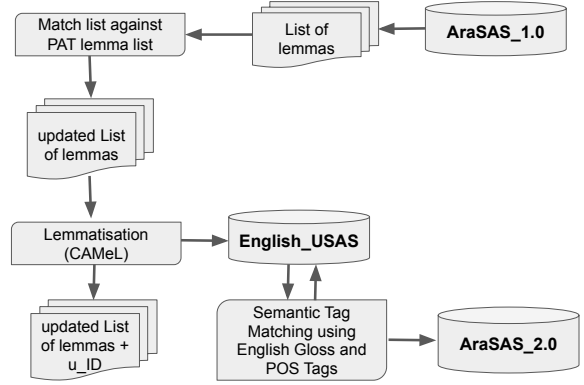 Match list against
PAT lemma list
List of
lemmas
AraSAS_1.0
updated List
of lemmas
Lemmatisation
(CAMeL)
English_USAS
updated List
of lemmas +
u_ID
Semantic Tag
Matching using
English Gloss and
POS Tags
AraSAS_2.0